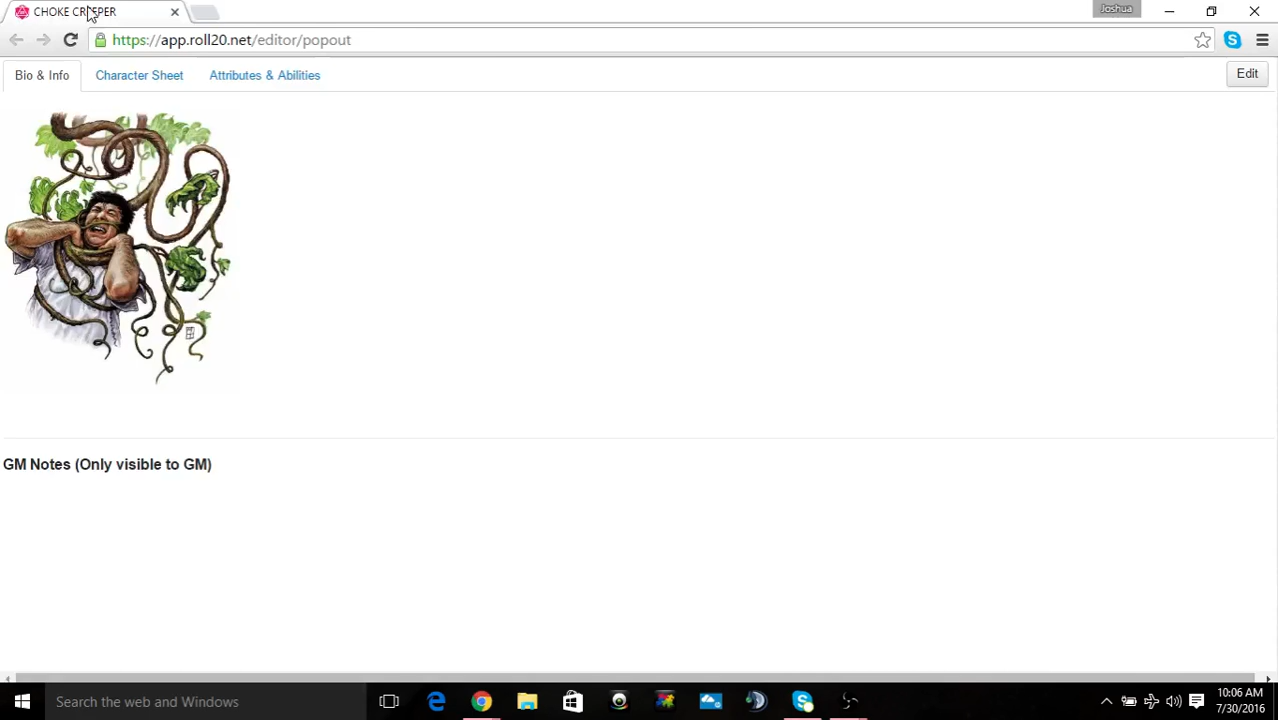 CHOKE CREEPER
Joshua
https://app.roll20.net/editor/popout
Bio & Info
Character Sheet
Attributes & Abilities
Edit
GM Notes (Only visible to GM)
Search the web and Windows
10:06 AM
7/30/2016